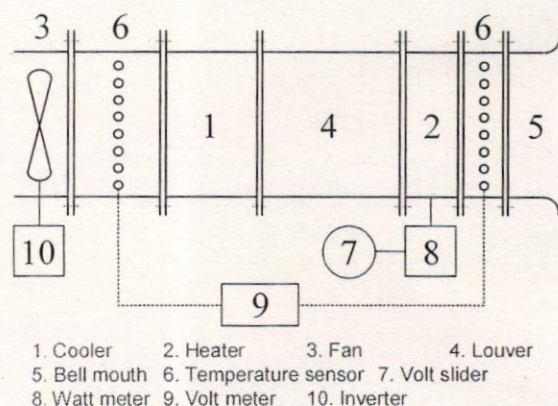 3 6 6
1 4 2 5
10 7 8
9
1. Cooler 2. Heater 3. Fan 4. Louver
5. Bell mouth 6. Temperature sensor 7. Volt slider
8. Watt meter 9. Volt meter 10. Inverter